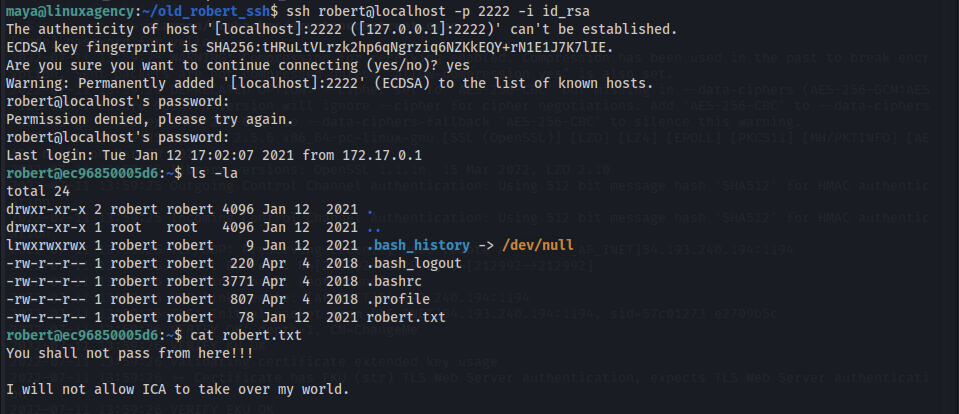 maya@linuxagency:~/old_robert_ssh$ ssh robert@localhost -p 2222 -i id_rsa
The authenticity of host '[localhost]:2222 ([127.0.0.1]:2222)' can't be established.
ECDSA key fingerprint is SHA256:tHRuLtVLrzk2hp6qNgrziq6NZKkEQY+rN1E1J7K7lIE.
Are you sure you want to continue connecting (yes/no)? yes
Warning: Permanently added '[localhost]:2222' (ECDSA) to the list of known hosts.
robert@localhost's password:
Permission denied, please try again.
robert@localhost's password:
Last login: Tue Jan 12 17:02:07 2021 from 172.17.0.1
robert@ec96850005d6:~$ ls -la
total 24
drwxr-xr-x 2 robert robert 4096 Jan 12  2021 .
drwxr-xr-x 1 root   root   4096 Jan 12  2021 ..
lrwxrwxrwx 1 robert robert    9 Jan 12  2021 .bash_history -> /dev/null
-rw-r--r-- 1 robert robert  220 Apr  4  2018 .bash_logout
-rw-r--r-- 1 robert robert 3771 Apr  4  2018 .bashrc
-rw-r--r-- 1 robert robert  807 Apr  4  2018 .profile
-rw-r--r-- 1 robert robert   78 Jan 12  2021 robert.txt
robert@ec96850005d6:~$ cat robert.txt
You shall not pass from here!!!
I will not allow ICA to take over my world.